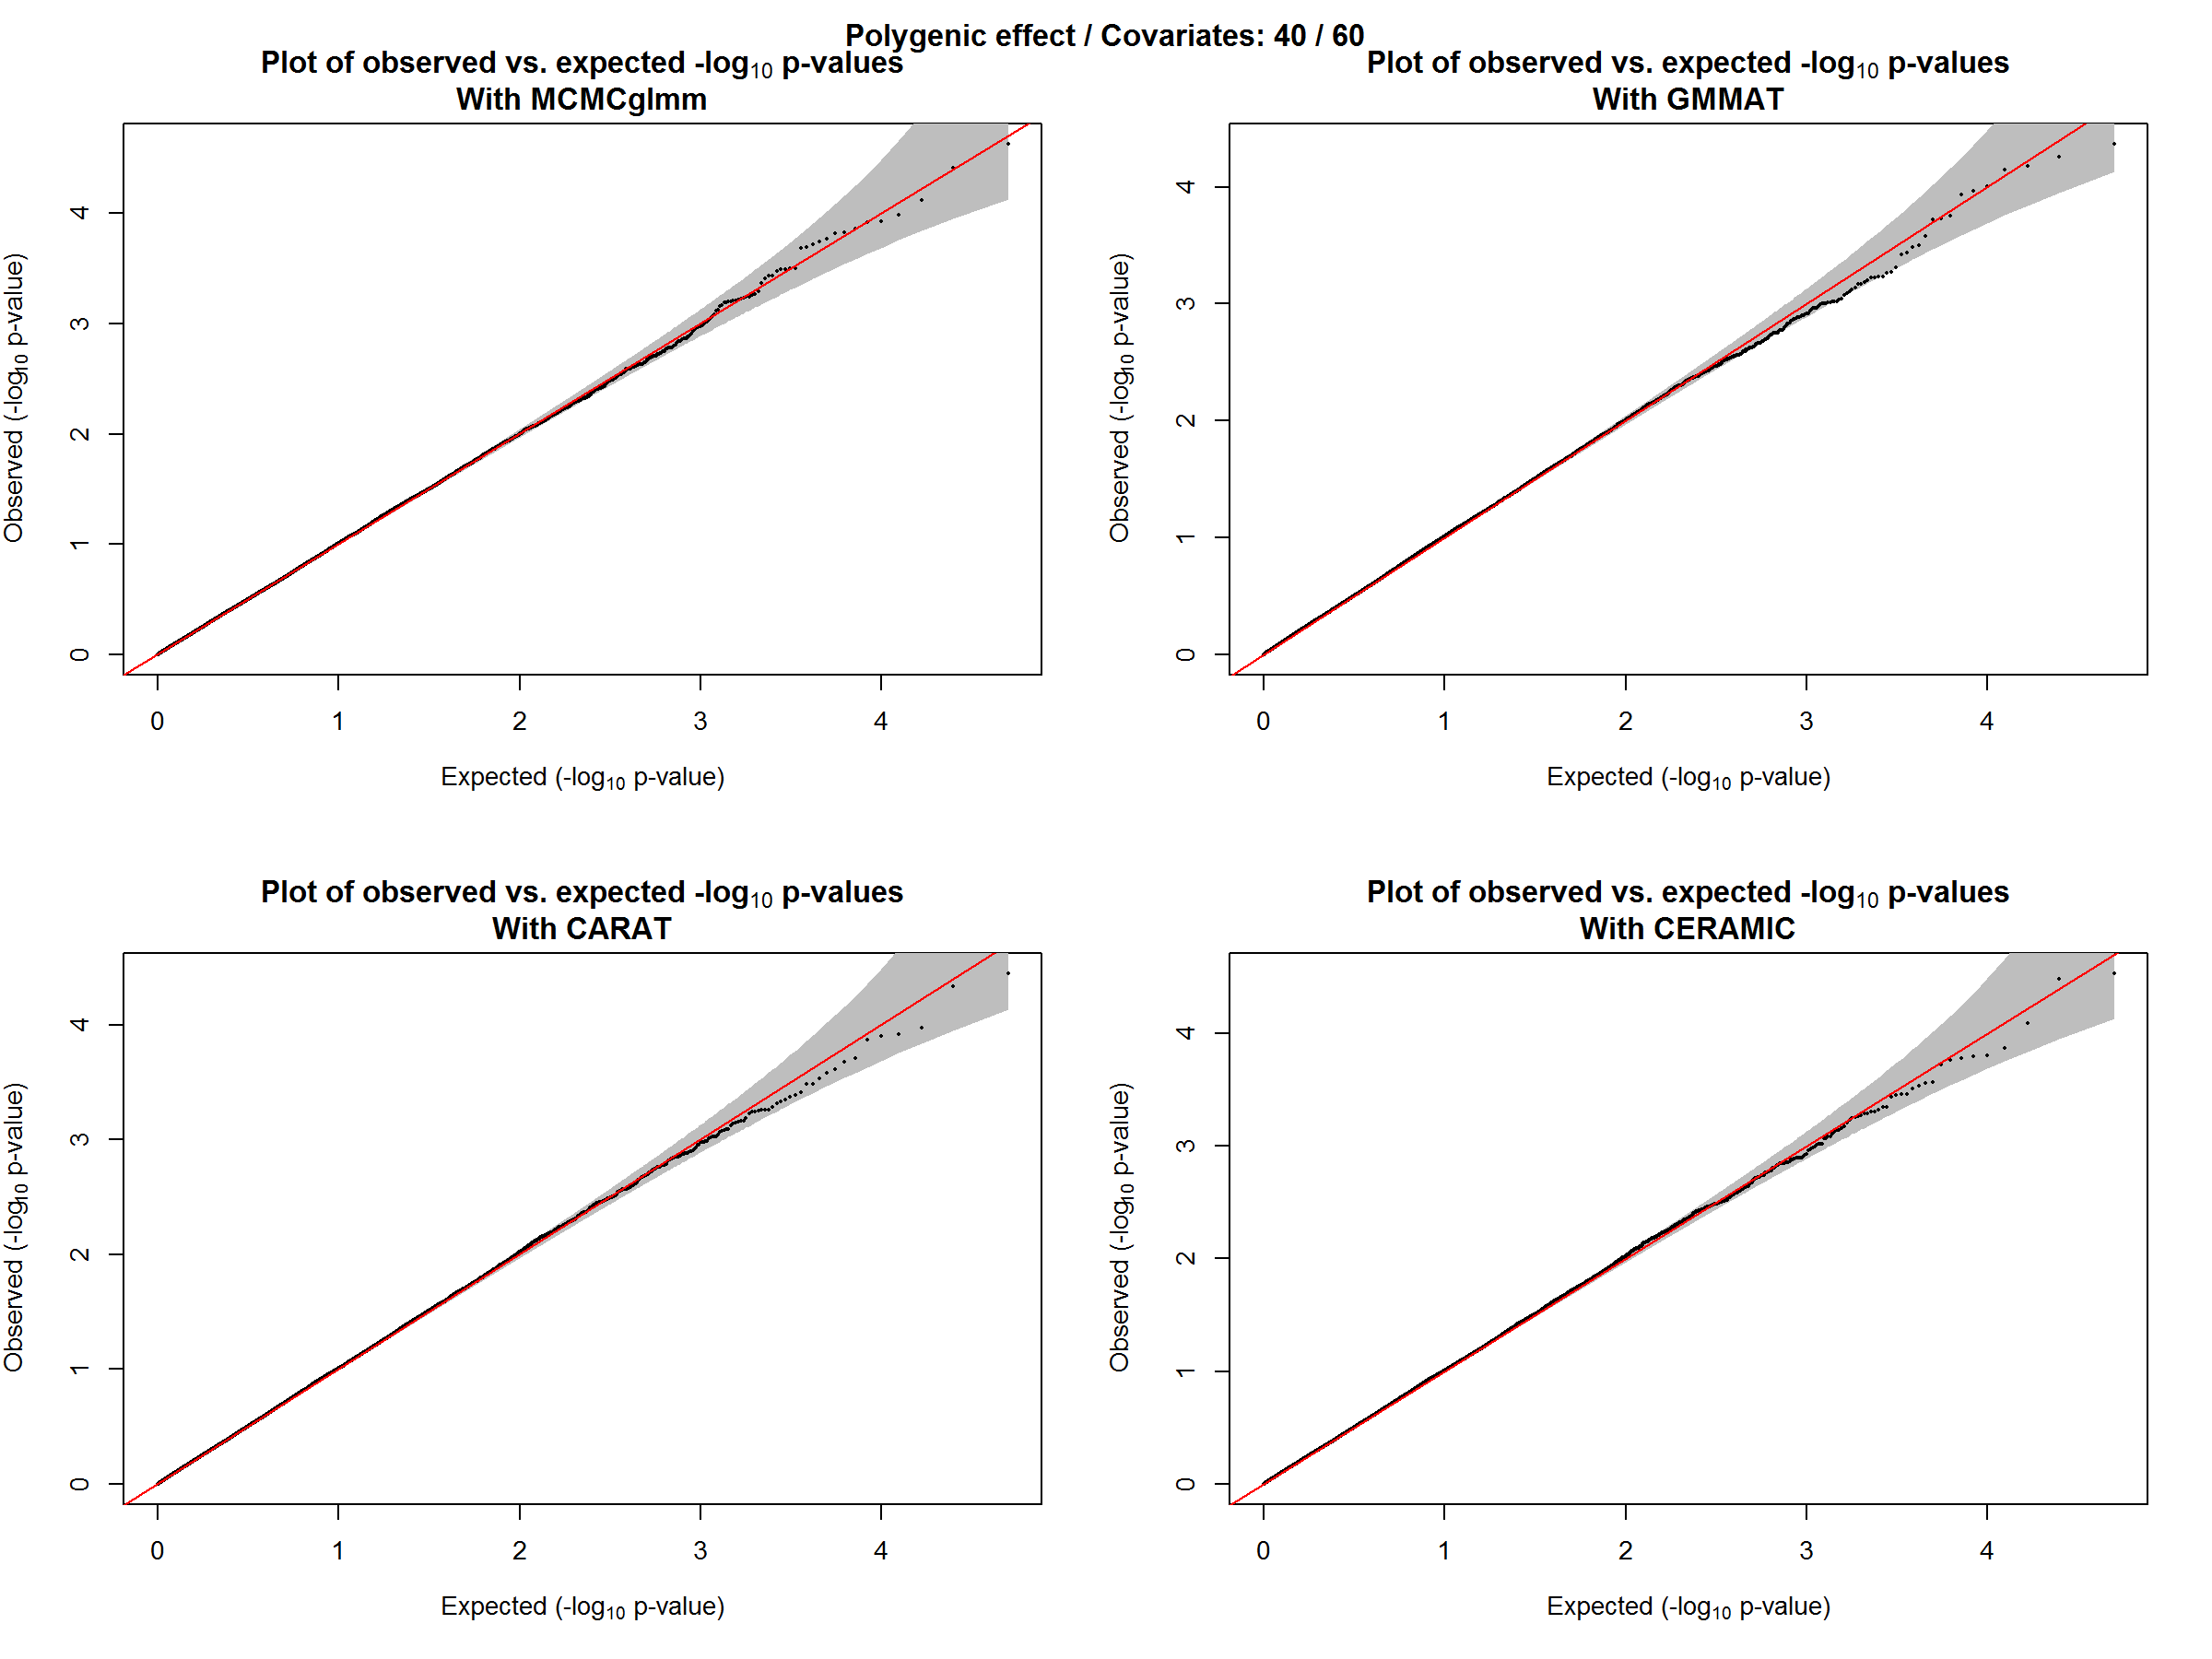 Polygenic effect / Covariates: 40 / 60
Plot of observed vs. expected -log10 p-values
With MCMCglmm
Observed (-log10 p-value)
4
3
2
1
0
0 1 2 3 4
Expected (-log10 p-value)
Plot of observed vs. expected -log10 p-values
With GMMAT
Observed (-log10 p-value)
4
3
2
1
0
0 1 2 3 4
Expected (-log10 p-value)
Plot of observed vs. expected -log10 p-values
With CARAT
Observed (-log10 p-value)
4
3
2
1
0
0 1 2 3 4
Expected (-log10 p-value)
Plot of observed vs. expected -log10 p-values
With CERAMIC
Observed (-log10 p-value)
4
3
2
1
0
0 1 2 3 4
Expected (-log10 p-value)